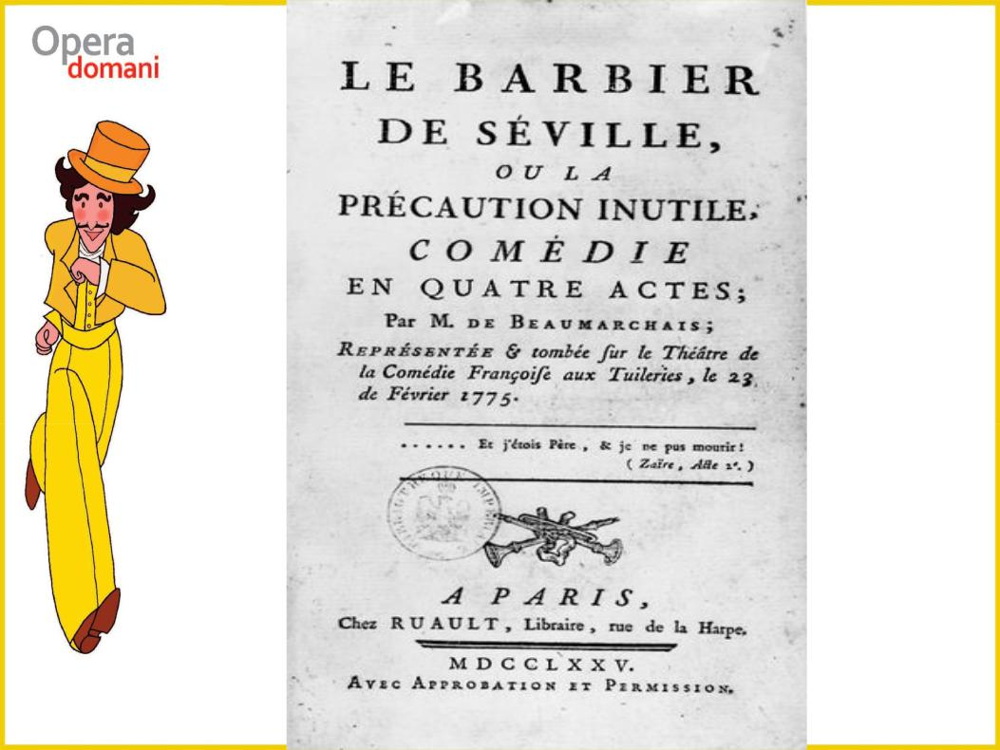 Opera
domani
LE BARBIER
DE SÉVILLE,
OU LA
PRÉCAUTION INUTILE,
COMÉDIE
EN QUATRE ACTES;
Par M. DE BEAUMARCHAIS;
REPRÉSENTÉE & tombée ſur le Théâtre de
la Comédie Françoiſe aux Tuileries, le 23
de Février 1775.
...... Et j'étois Père, & je ne pus mourir!
(Zaïre, Acte 2e.)
BIBLIOTHEQUE IMPERIALE
A PARIS,
Chez RUAULT, Libraire, rue de la Harpe.
MDCCLXXV.
AVEC APPROBATION ET PERMISSION.